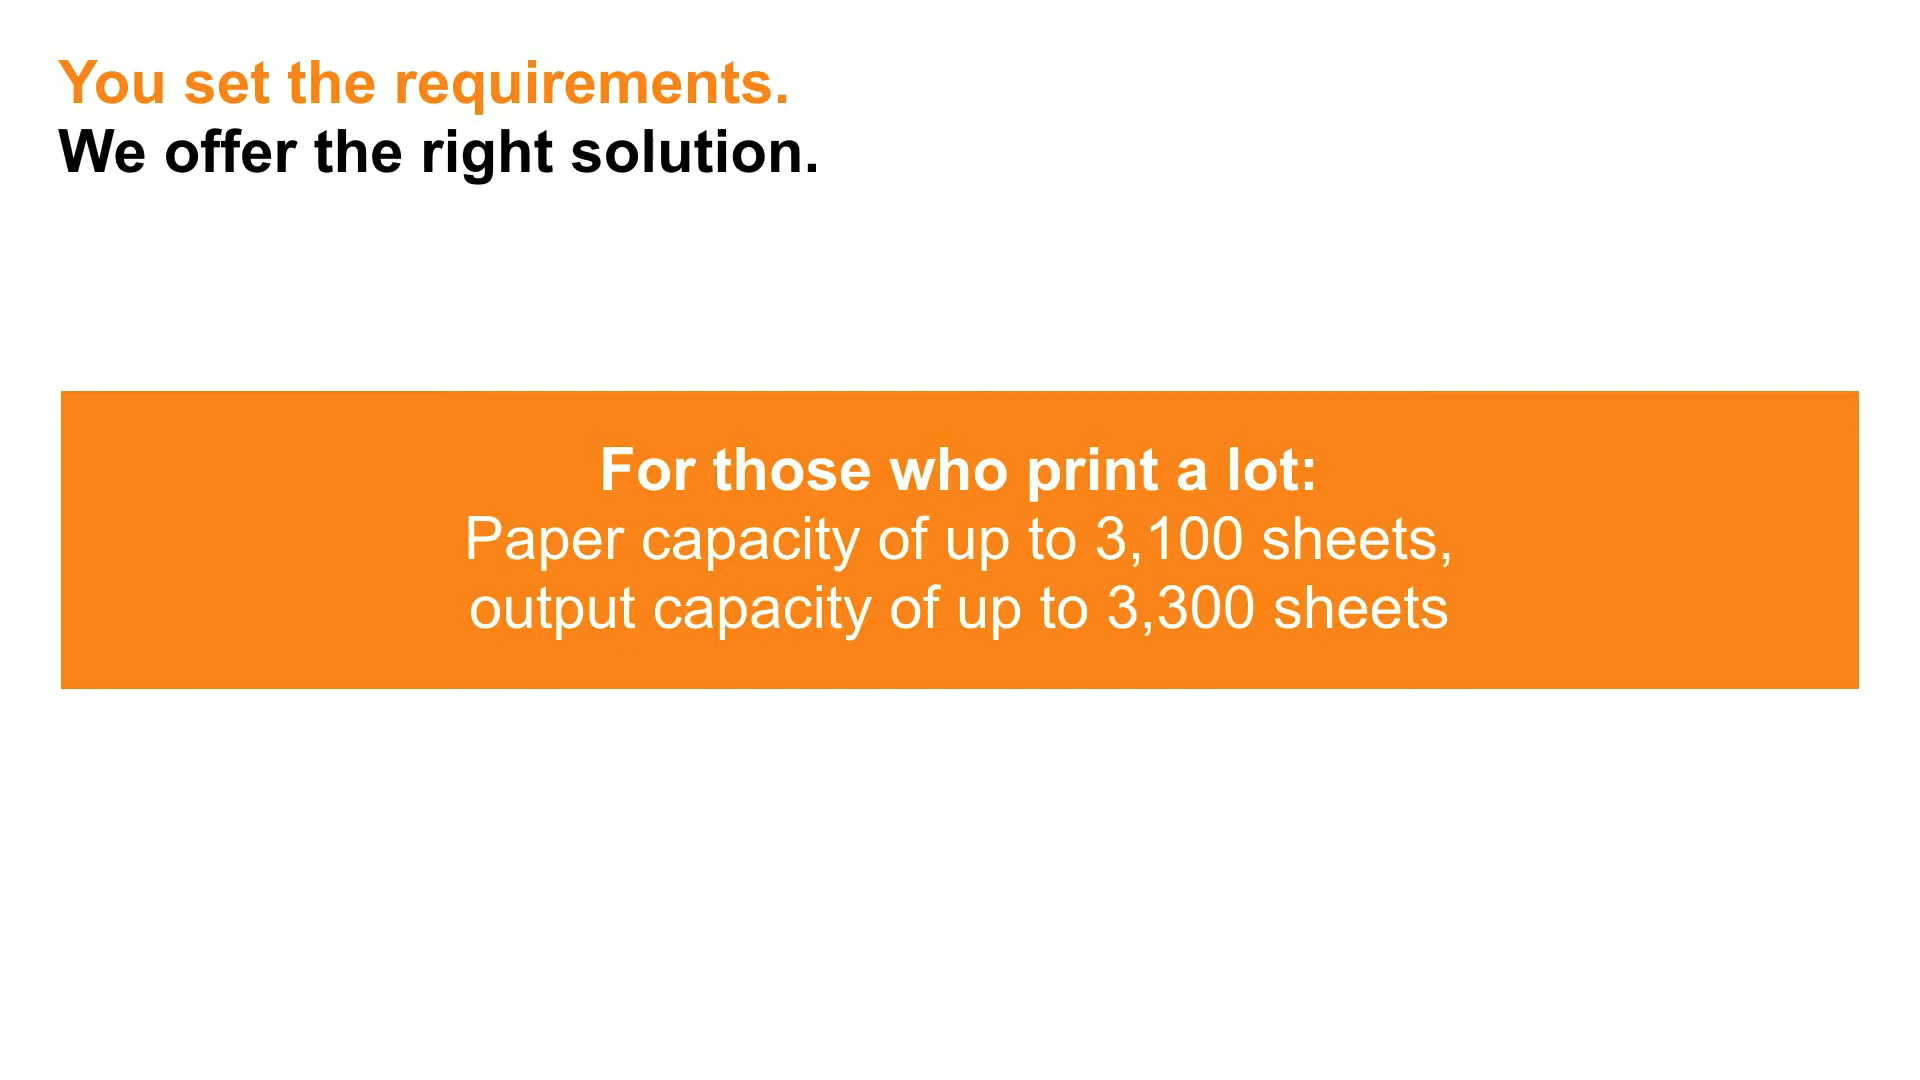 You set the requirements.
We offer the right solution.
For those who print a lot:
Paper capacity of up to 3,100 sheets,
output capacity of up to 3,300 sheets